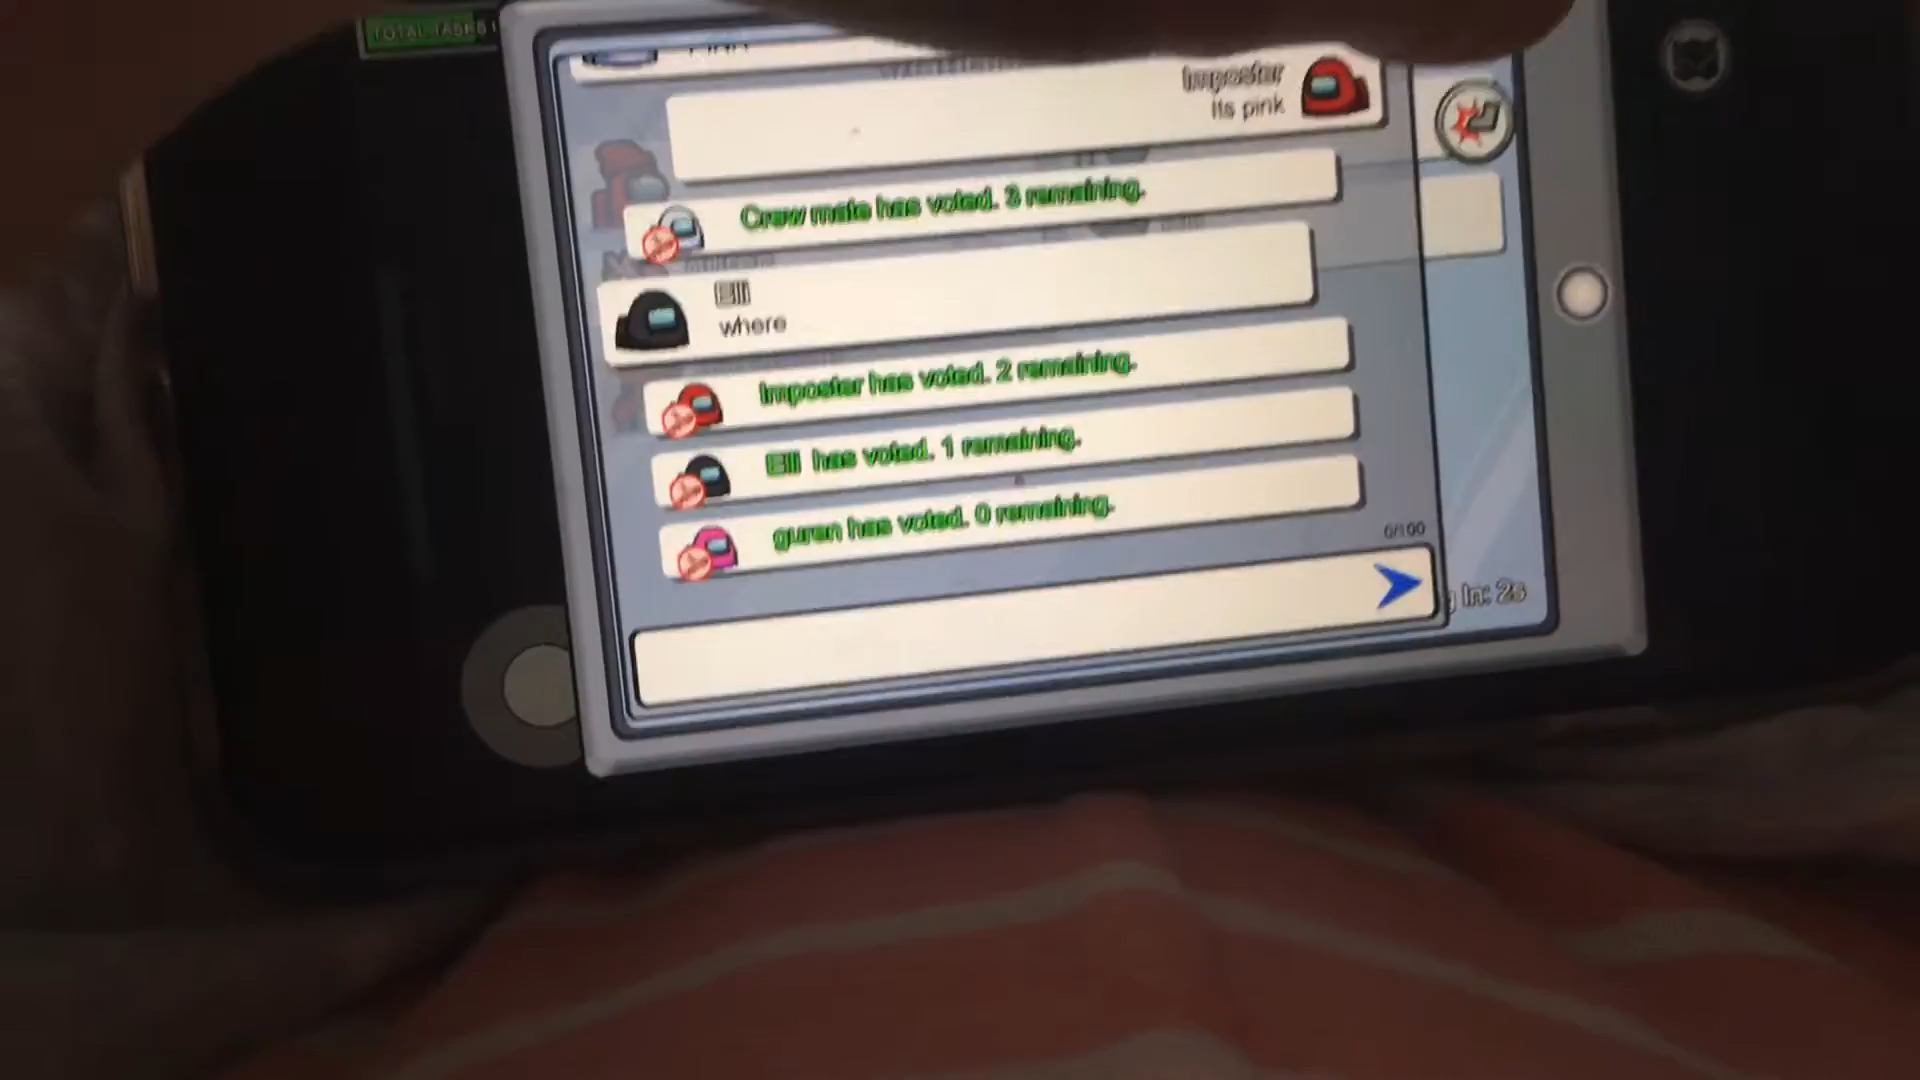 TOTAL TASKS
Imposter
Its pink
Crew mate has voted. 3 remaining.
Elli
where
Imposter has voted. 2 remaining.
Elli has voted. 1 remaining.
guren has voted. 0 remaining.
0/100
In: 2s